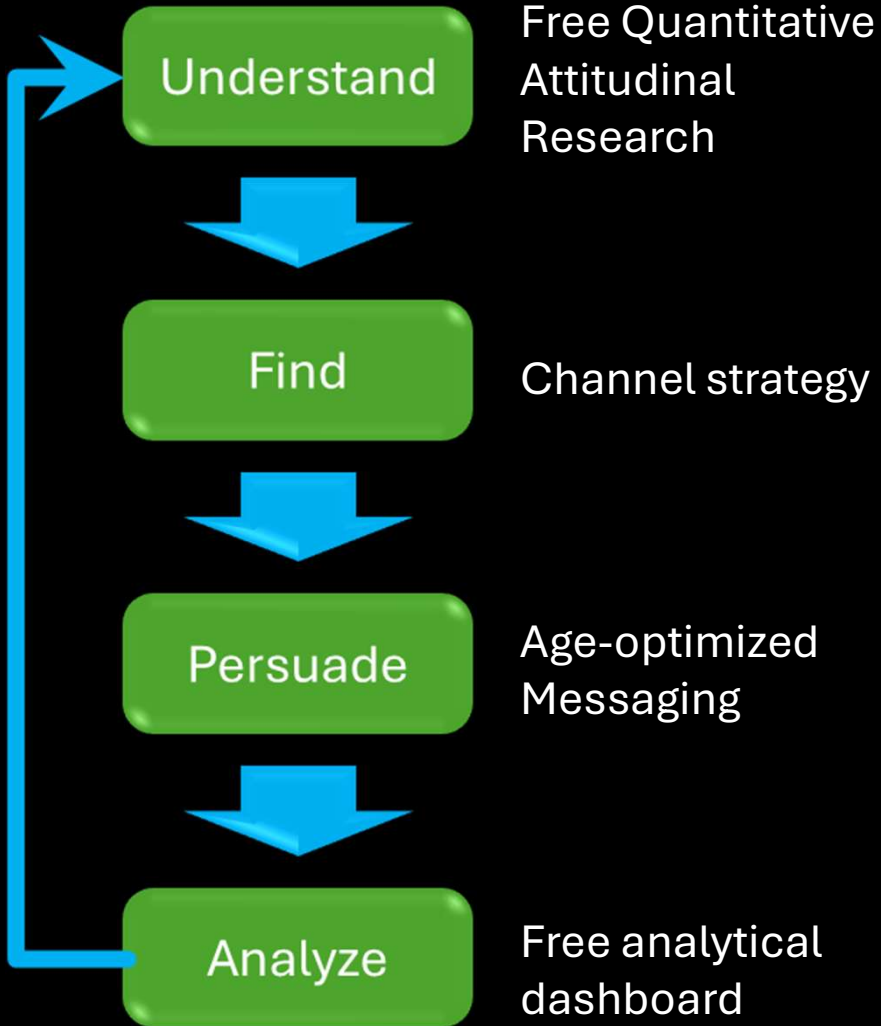 Understand
Free Quantitative
Attitudinal
Research
Find
Channel strategy
Persuade
Age-optimized
Messaging
Analyze
Free analytical
dashboard